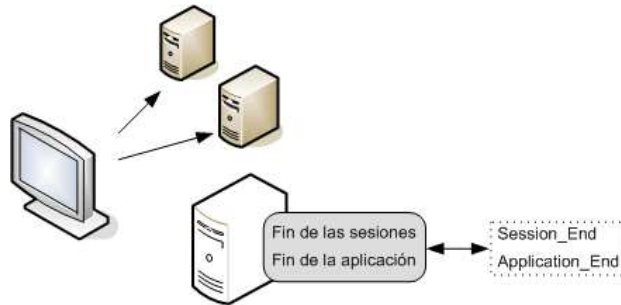 Fin de las sesiones
Fin de la aplicación
Session_End
Application_End